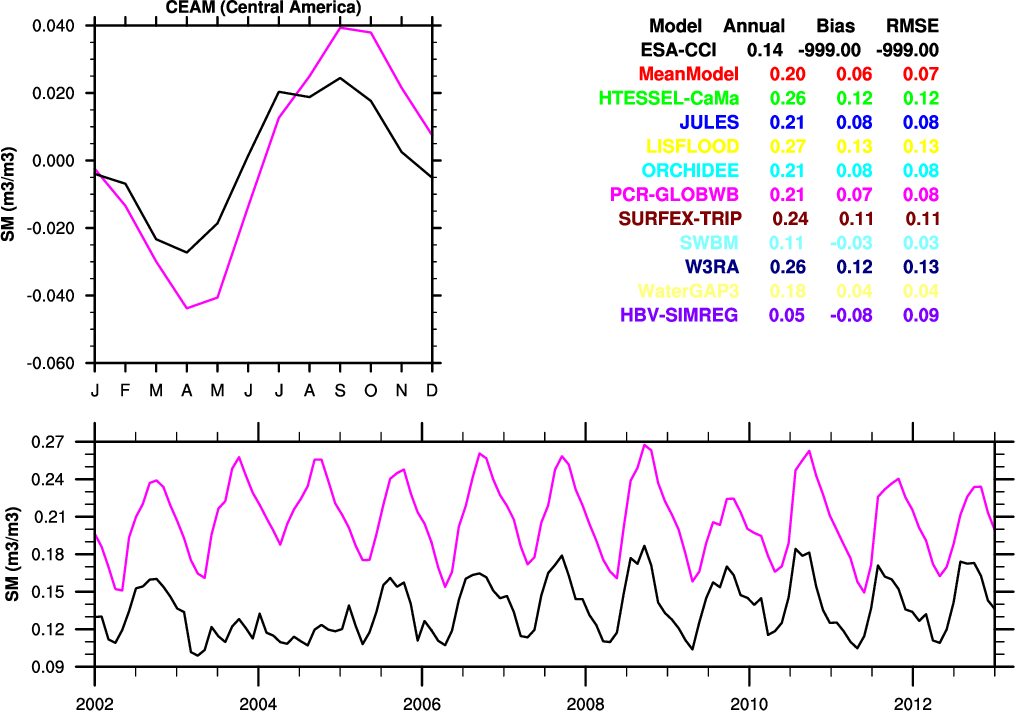 CEAM (Central America)
0.040
0.020
0.000
-0.020
-0.040
-0.060
SM (m3/m3)
J F M A M J J A S O N D
Model Annual Bias RMSE
ESA-CCI 0.14 -999.00 -999.00
MeanModel 0.20 0.06 0.07
HTESSEL-CaMa 0.26 0.12 0.12
JULES 0.21 0.08 0.08
LISFLOOD 0.27 0.13 0.13
ORCHIDEE 0.21 0.08 0.08
PCR-GLOBWB 0.21 0.07 0.08
SURFEX-TRIP 0.24 0.11 0.11
SWBM 0.11 -0.03 0.03
W3RA 0.26 0.12 0.13
WaterGAP3 0.18 0.04 0.04
HBV-SIMREG 0.05 -0.08 0.09
0.27
0.24
0.21
0.18
0.15
0.12
0.09
SM (m3/m3)
2002 2004 2006 2008 2010 2012